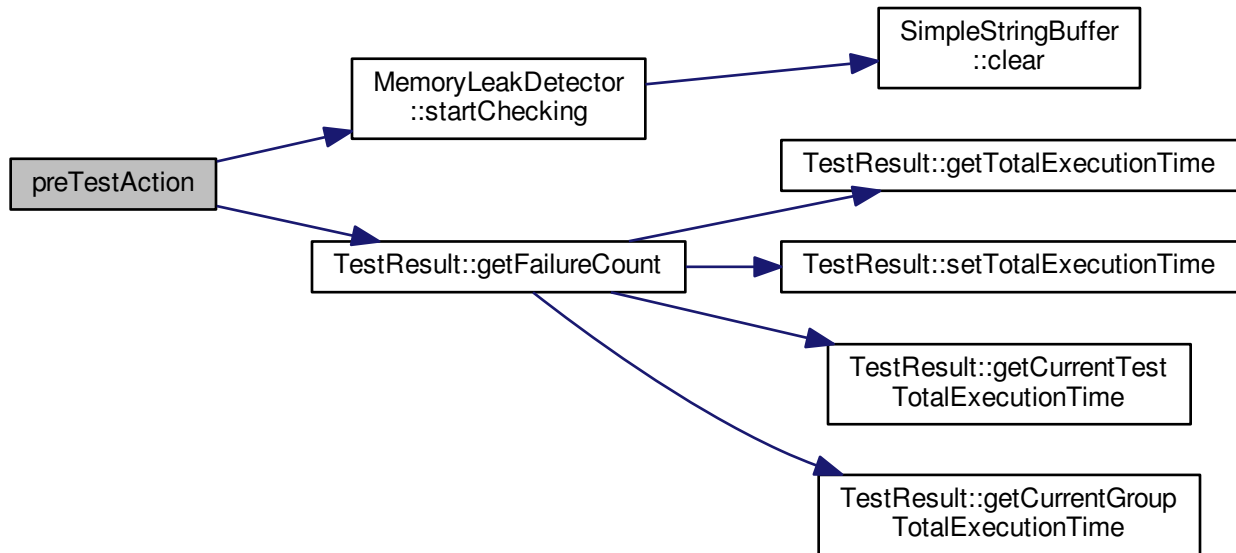 SimpleStringBuffer
::clear
MemoryLeakDetector
::startChecking
TestResult::getTotalExecutionTime
preTestAction
TestResult::getFailureCount
TestResult::setTotalExecutionTime
TestResult::getCurrentTest
TotalExecutionTime
TestResult::getCurrentGroup
TotalExecutionTime